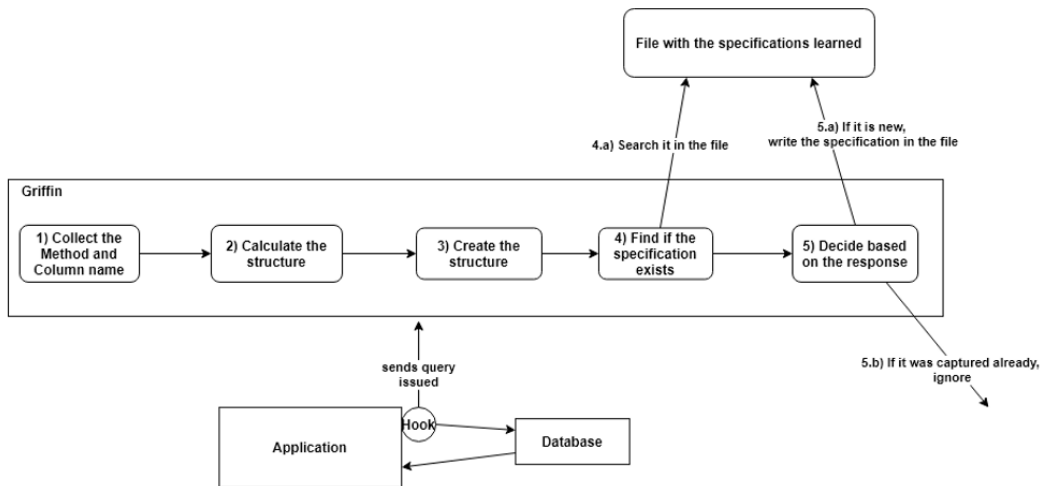 File with the specifications learned
5.a) If it is new,
write the specification in the file
4.a) Search it in the file
Griffin
1) Collect the
Method and
Column name
2) Calculate the
structure
3) Create the
structure
4) Find if the
specification
exists
5) Decide based
on the response
5.b) If it was captured already,
ignore
sends query
issued
Hook
Application
Database